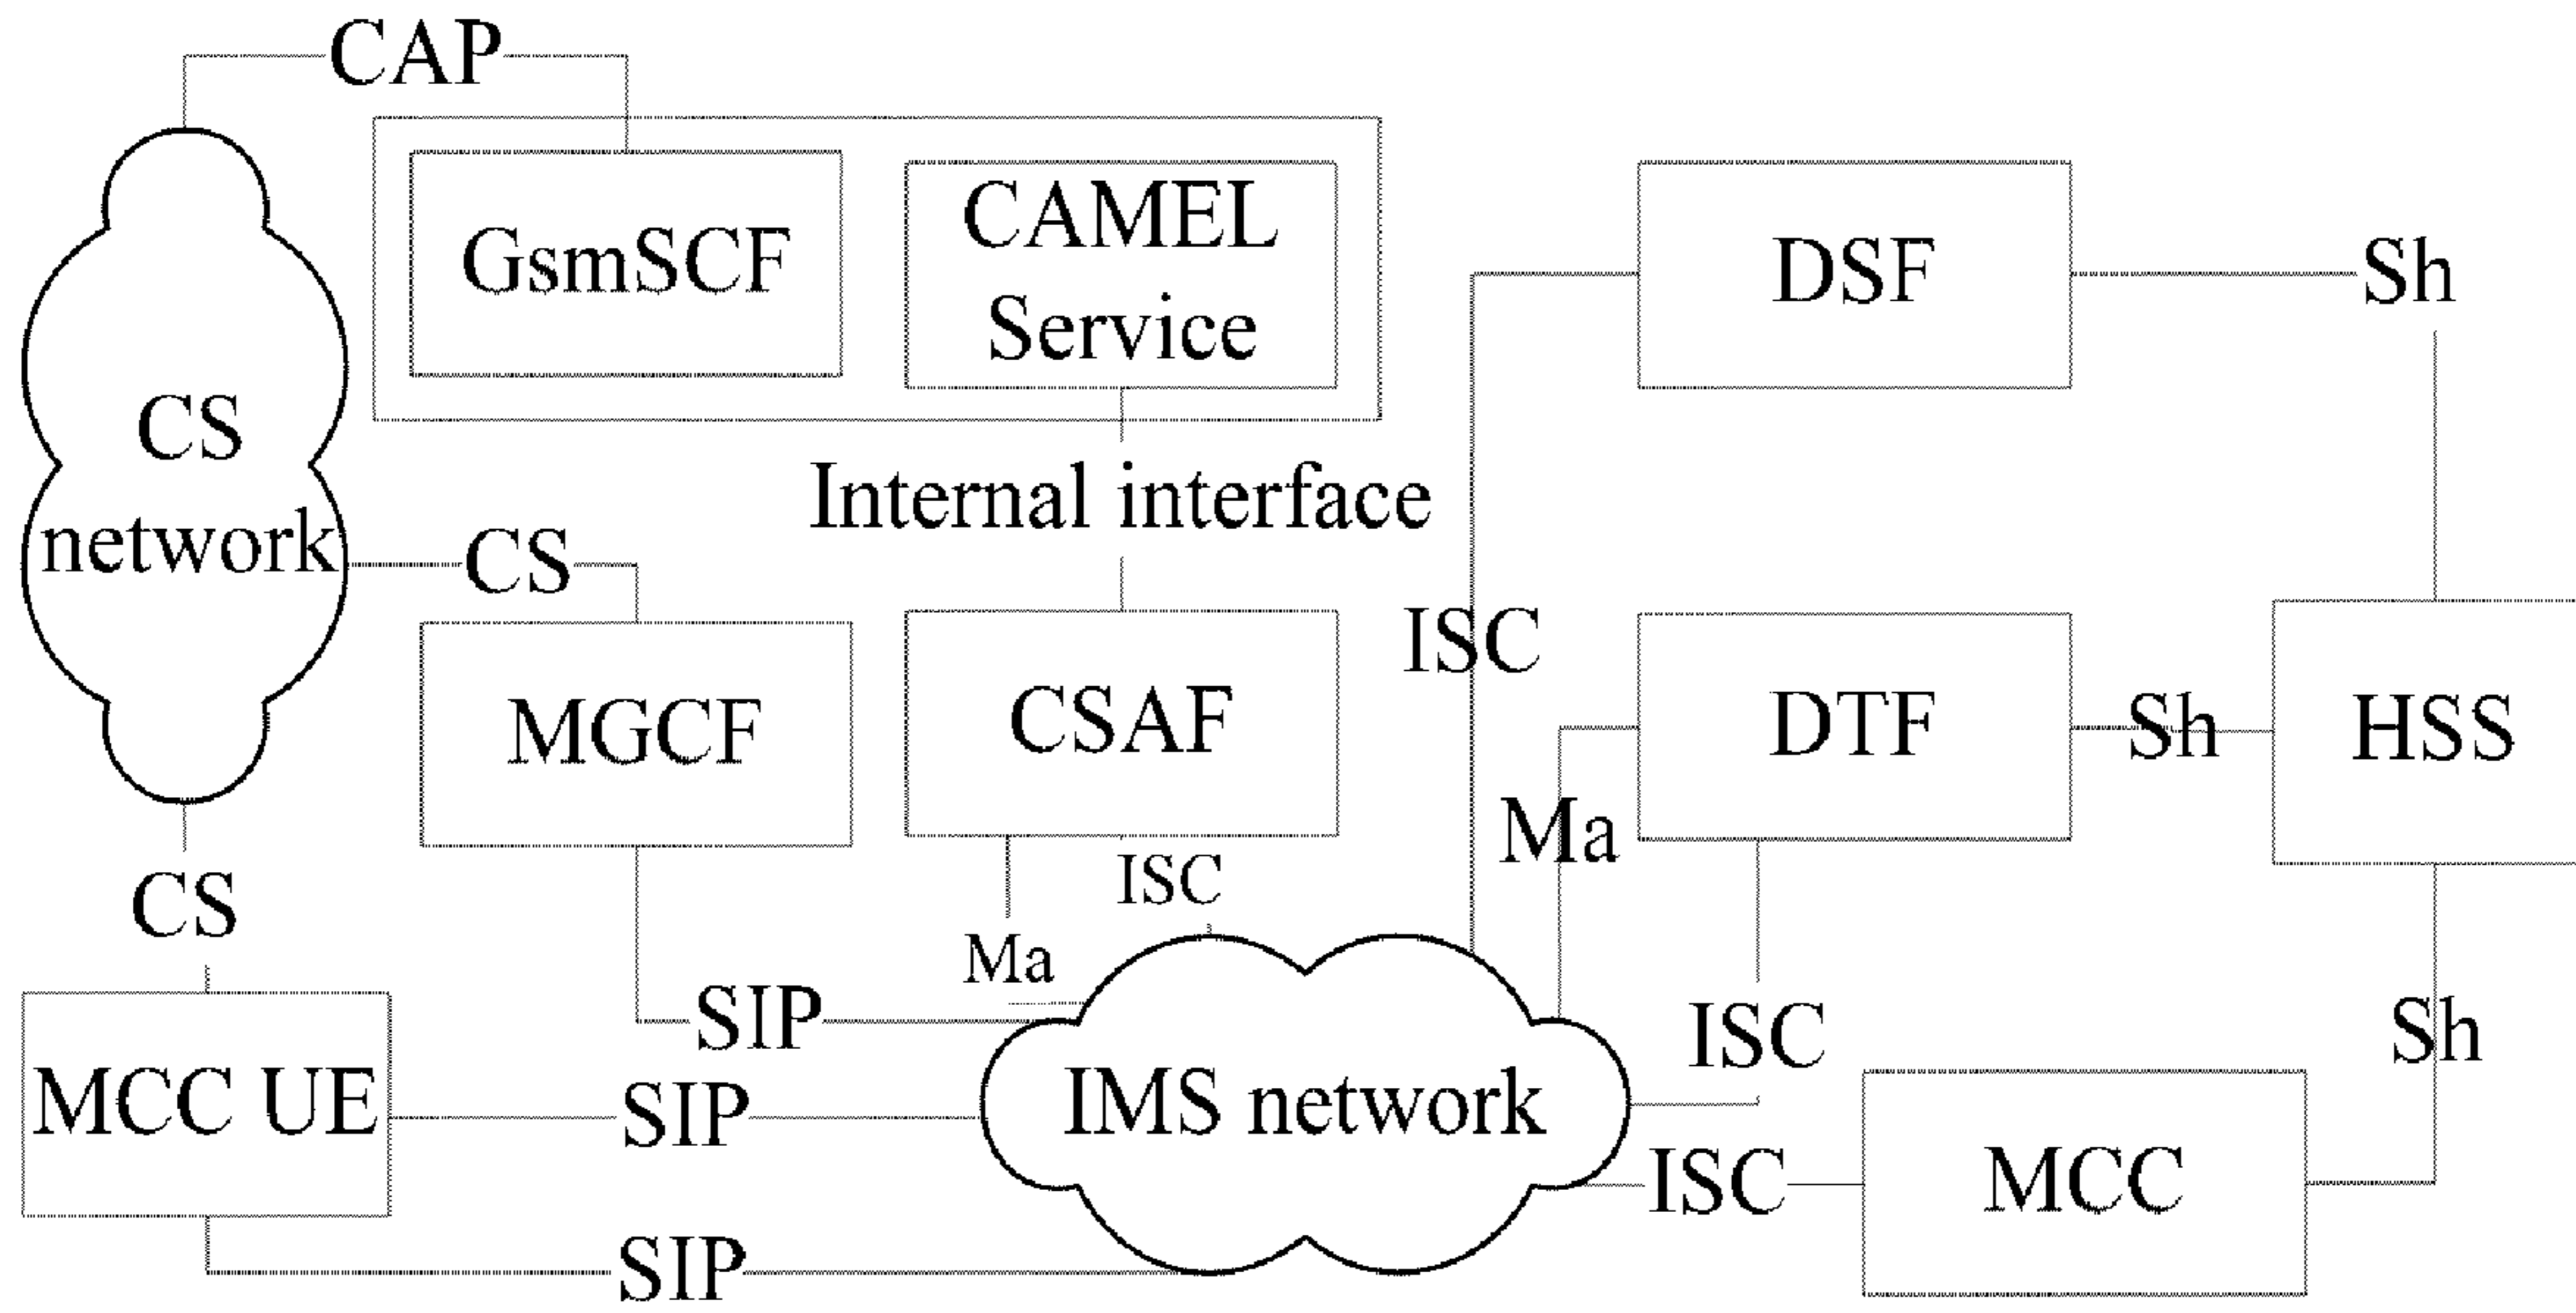 CAP
GsmSCF
CAMEL
Service
DSF
Sh
CS
network
Internal interface
CS
ISC
MGCF
CSAF
DTF
Sh
HSS
Ma
ISC
CS
Ma
SIP
ISC
Sh
MCC UE
SIP
IMS network
ISC
MCC
SIP